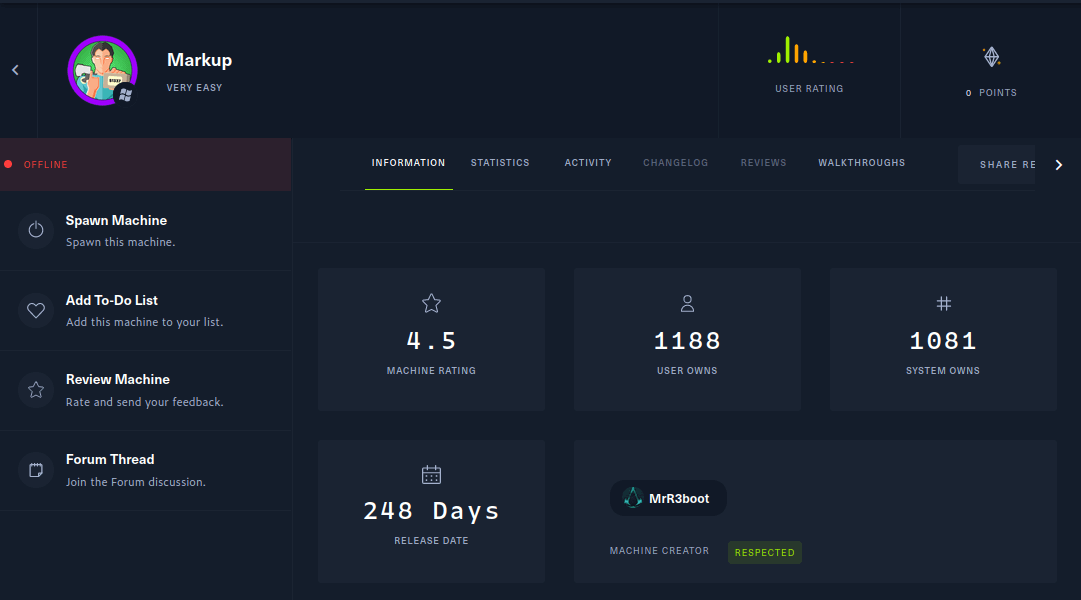 Markup
VERY EASY
USER RATING
0 POINTS
OFFLINE
INFORMATION
STATISTICS
ACTIVITY
CHANGELOG
REVIEWS
WALKTHROUGHS
SHARE RE
Spawn Machine
Spawn this machine.
Add To-Do List
Add this machine to your list.
Review Machine
Rate and send your feedback.
Forum Thread
Join the Forum discussion.
4.5
MACHINE RATING
1188
USER OWNS
1081
SYSTEM OWNS
248 Days
RELEASE DATE
MrR3boot
MACHINE CREATOR
RESPECTED